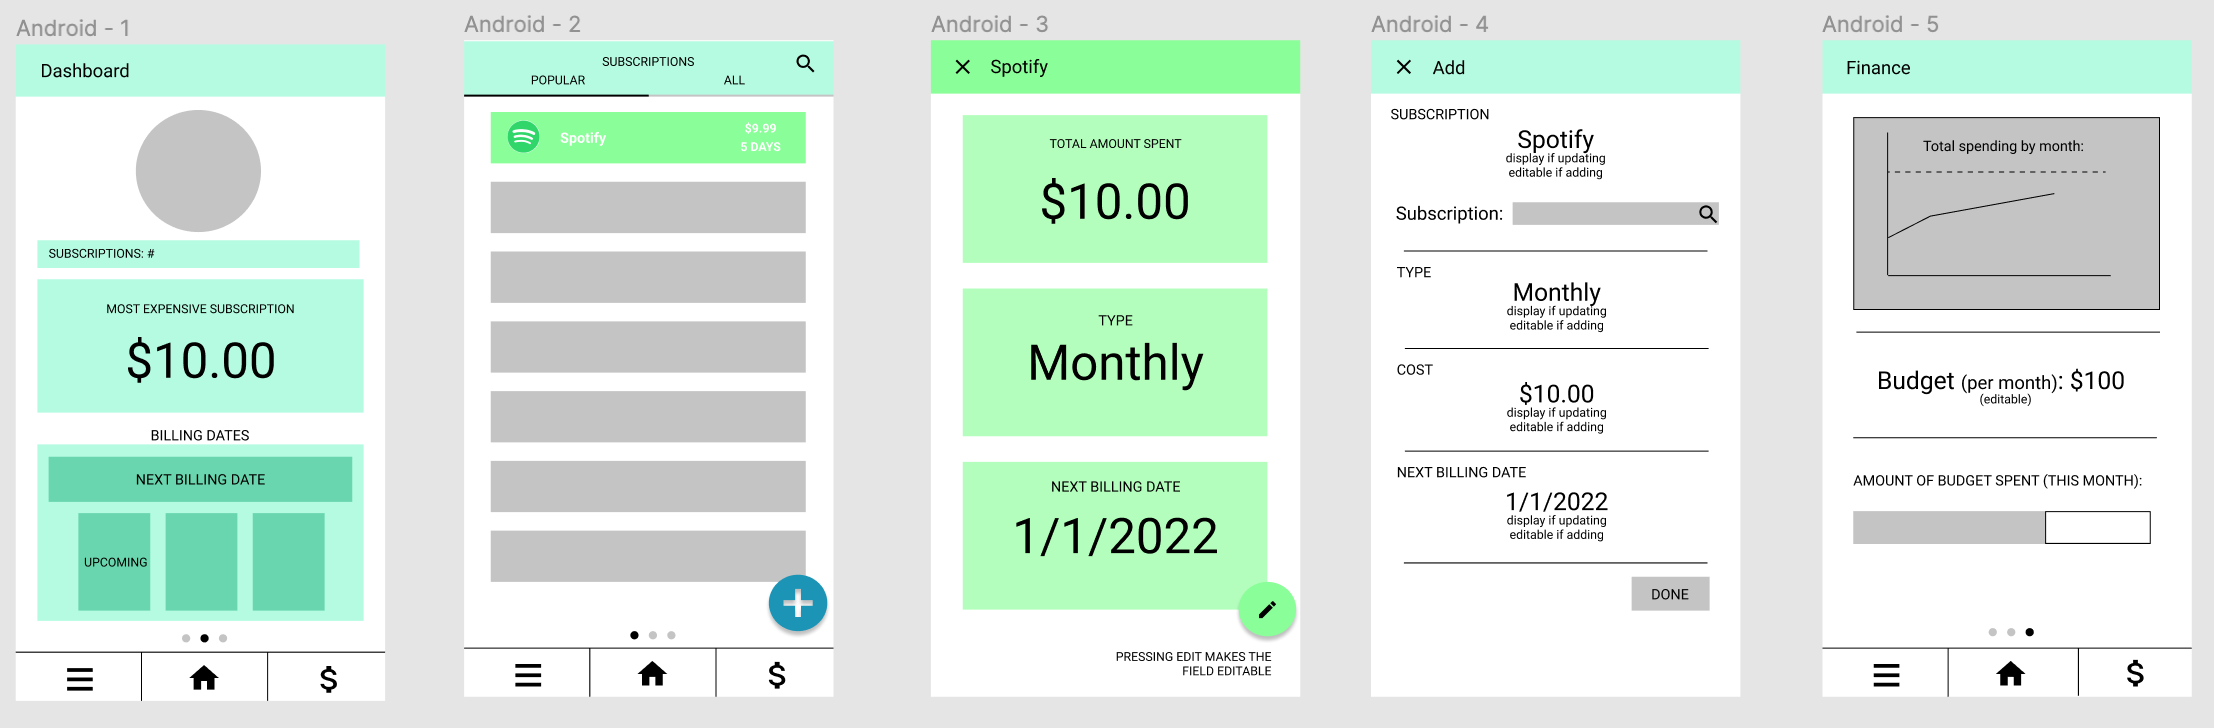 Android - 1
Dashboard
SUBSCRIPTIONS: #
MOST EXPENSIVE SUBSCRIPTION
$10.00
BILLING DATES
NEXT BILLING DATE
UPCOMING
$
Android - 2
SUBSCRIPTIONS
POPULAR ALL
Spotify
$9.99
5 DAYS
$
Android - 3
Spotify
TOTAL AMOUNT SPENT
$10.00
TYPE
Monthly
NEXT BILLING DATE
1/1/2022
PRESSING EDIT MAKES THE
FIELD EDITABLE
Android - 4
Add
SUBSCRIPTION
Spotify
display if updating
editable if adding
Subscription:
TYPE
Monthly
display if updating
editable if adding
COST
$10.00
display if updating
editable if adding
NEXT BILLING DATE
1/1/2022
display if updating
editable if adding
DONE
Android - 5
Finance
Total spending by month:
Budget (per month): $100
(editable)
AMOUNT OF BUDGET SPENT (THIS MONTH):
$